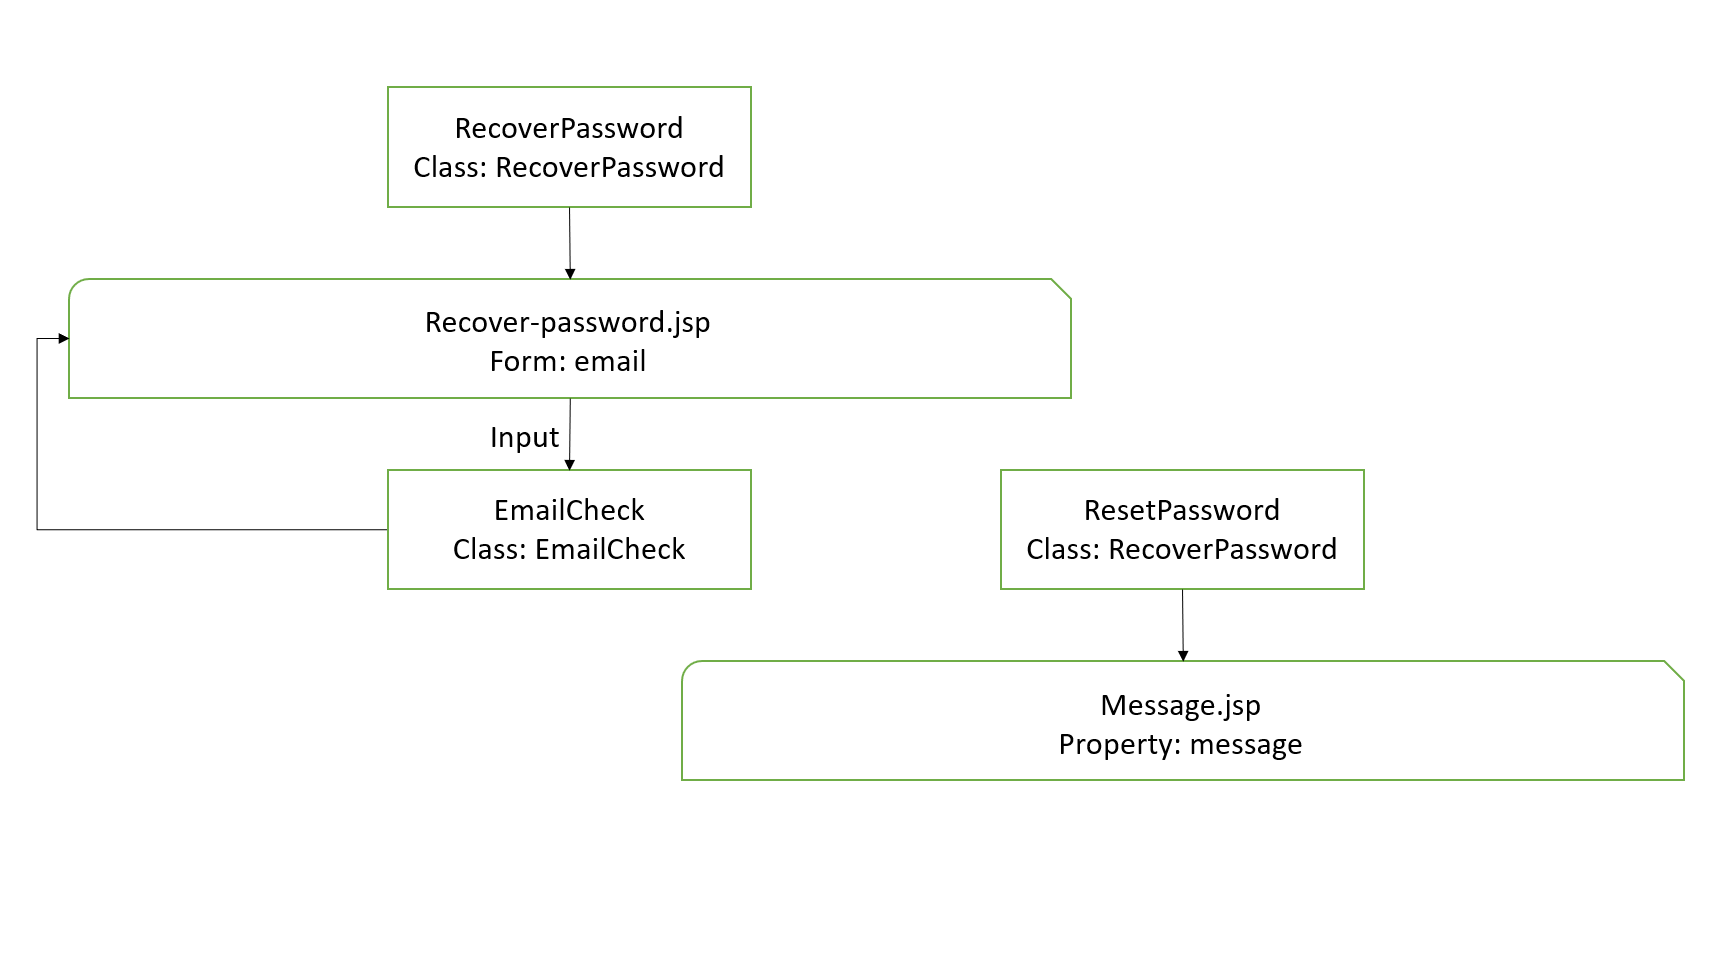 RecoverPassword
Class: RecoverPassword
Recover-password.jsp
Form: email
Input
EmailCheck
Class: EmailCheck
ResetPassword
Class: RecoverPassword
Message.jsp
Property: message